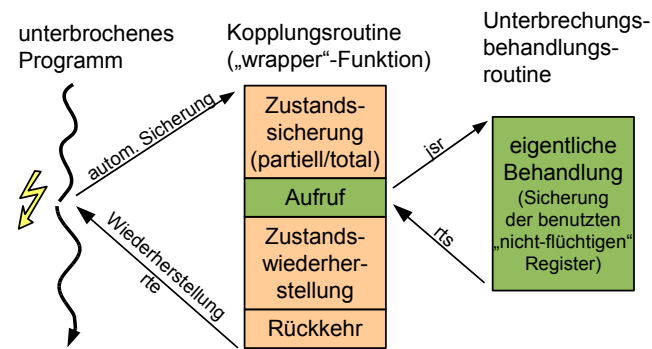 unterbrochenes
Programm
Kopplungsroutine
(„wrapper“-Funktion)
Unterbrechungs-
behandlungs-
routine
autom. Sicherung
Zustands-
sicherung
(partiell/total)
Aufruf
Zustands-
wiederher-
stellung
Rückkehr
Wiederherstellung
rte
jsr
rts
eigentliche
Behandlung
(Sicherung
der benutzten
„nicht-flüchtigen“
Register)